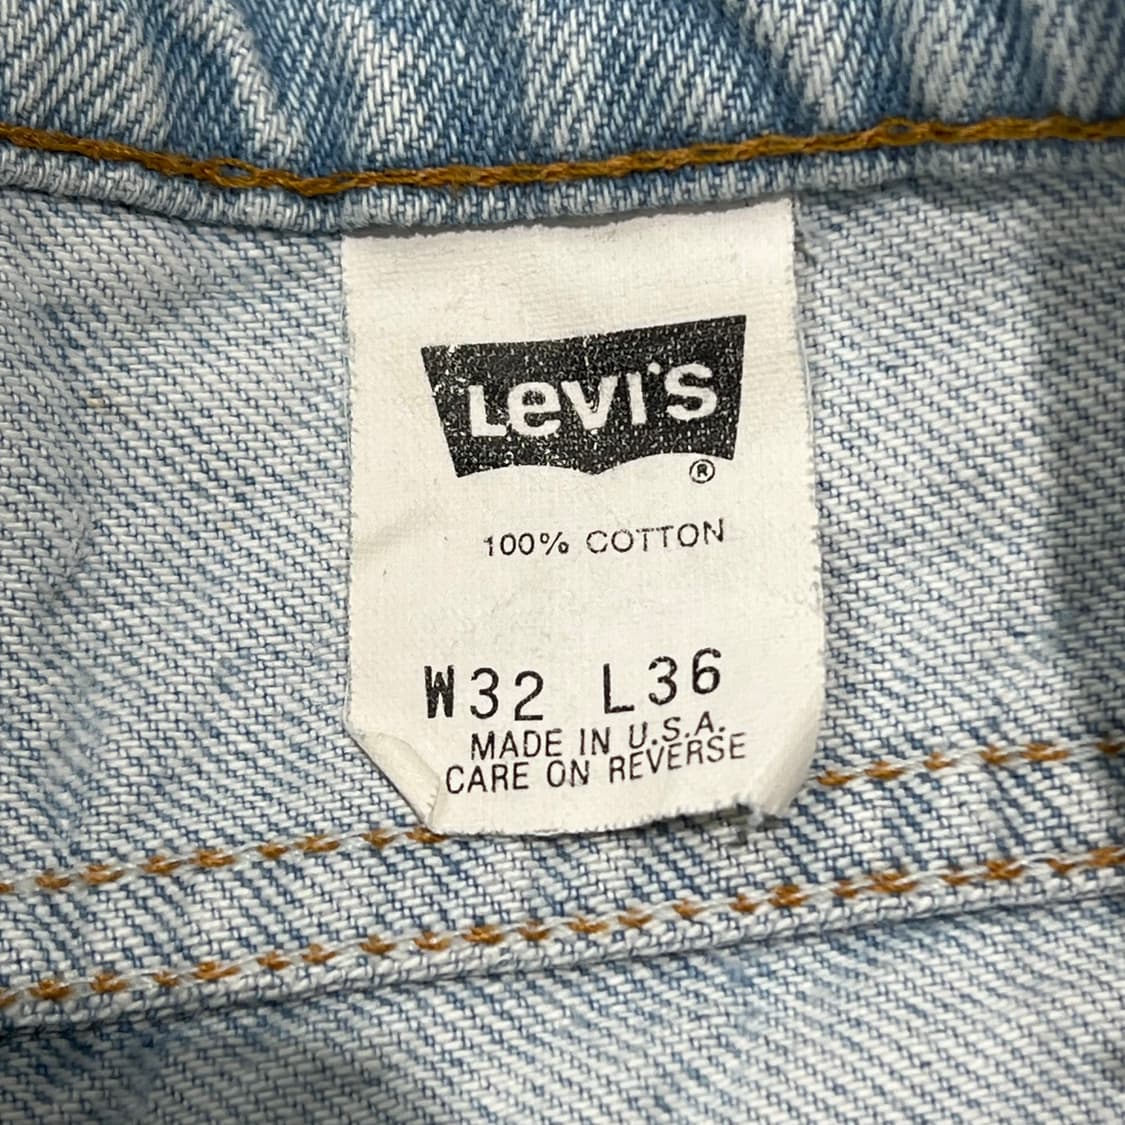 Levi's
®
100% COTTON
W32 L36
MADE IN U.S.A.
CARE ON REVERSE